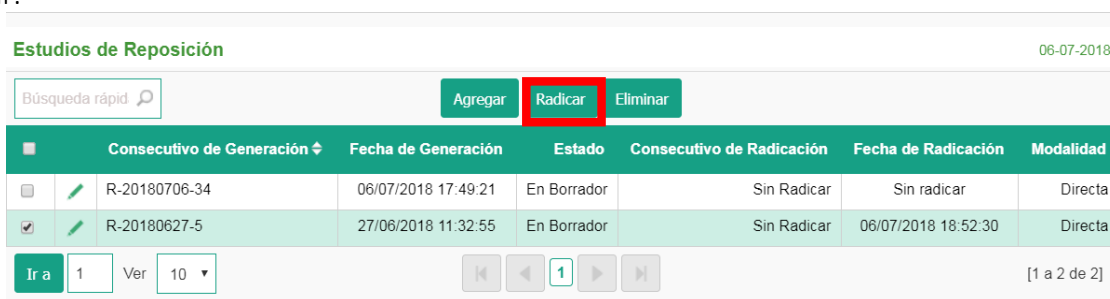 Estudios de Reposición 06-07-2018
Búsqueda rápid Agregar Radicar Eliminar
Consecutivo de Generación Fecha de Generación Estado Consecutivo de Radicación Fecha de Radicación Modalidad
R-20180706-34 06/07/2018 17:49:21 En Borrador Sin Radicar Sin radicar Directa
R-20180627-5 27/06/2018 11:32:55 En Borrador Sin Radicar 06/07/2018 18:52:30 Directa
Ir a 1 Ver 10 1 [1 a 2 de 2]